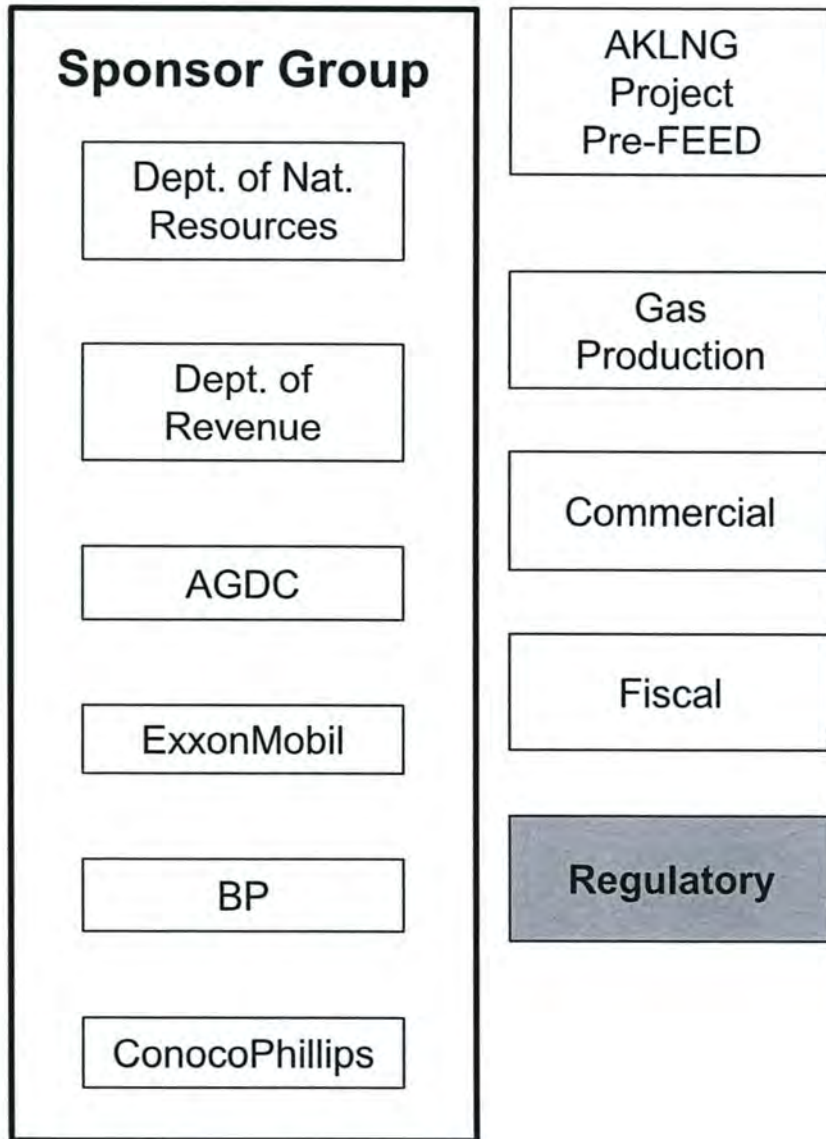 Sponsor Group
Dept. of Nat.
Resources
Dept. of
Revenue
AGDC
ExxonMobil
BP
ConocoPhillips
AKLNG
Project
Pre-FEED
Gas
Production
Commercial
Fiscal
Regulatory